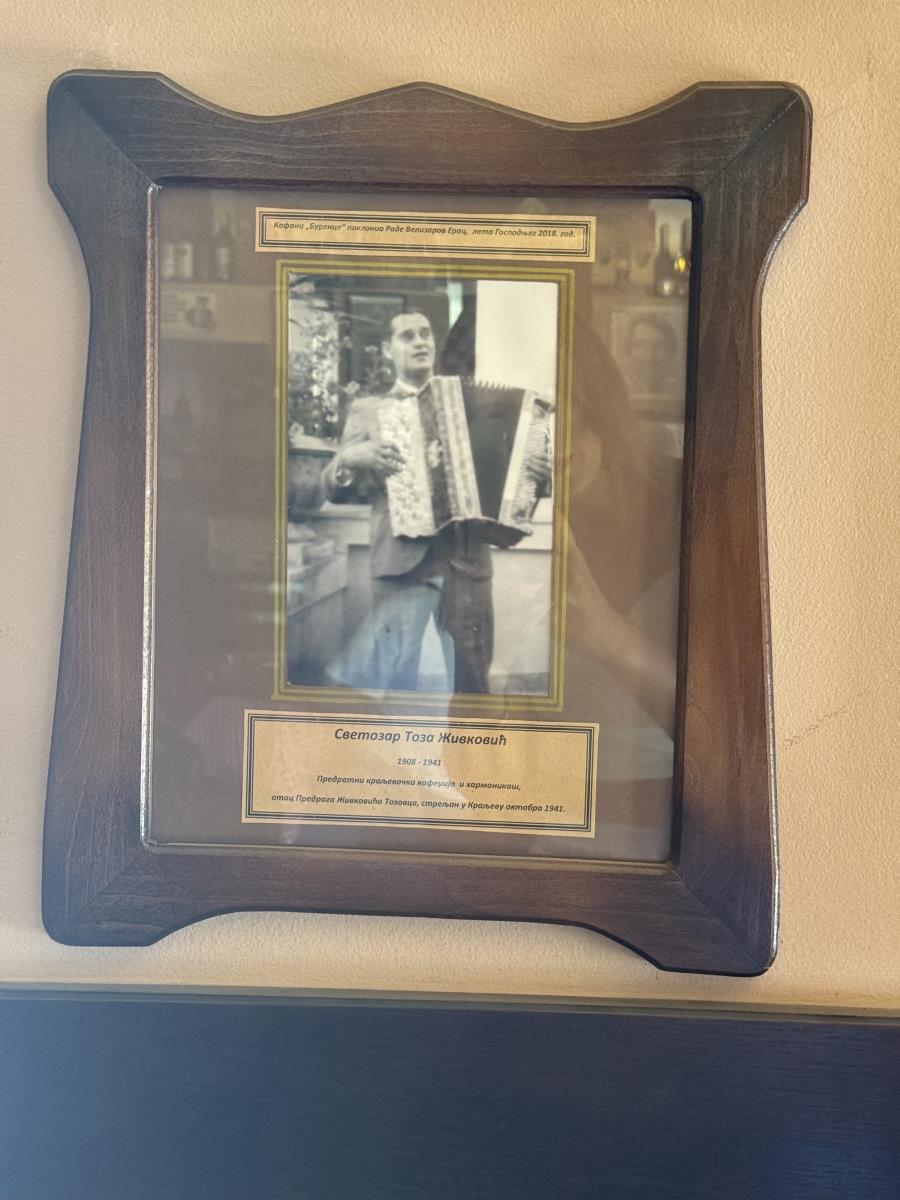 Кафани „Буренце" поклонио Раде Велизаров Ерац, лета Господњег 2018. год.
Светозар Тоза Живковић
1908 - 1941
Предратни краљевачки кафеџија и хармоникаш,
отац Предрага Живковића Тозовца, стрељан у Краљеву октобра 1941.